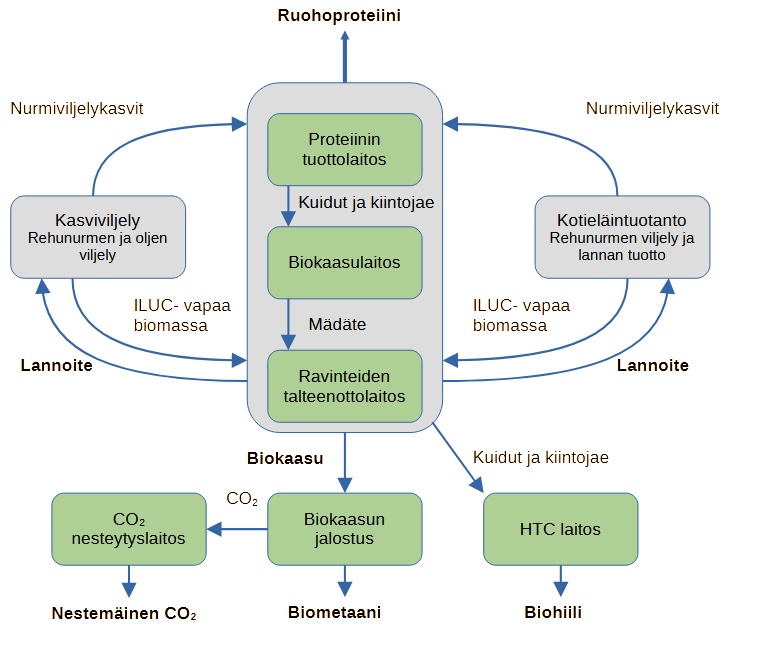 Ruohoproteiini
Nurmiviljelykasvit
Nurmiviljelykasvit
Proteiinin
tuottolaitos
Kuidut ja kiintojae
Kasviviljely
Rehunurmen ja oljen
viljely
Kotieläintuotanto
Rehunurmen viljely ja
lannan tuotto
Biokaasulaitos
ILUC- vapaa
biomassa
Mädäte
ILUC- vapaa
biomassa
Lannoite
Ravinteiden
talteenottolaitos
Lannoite
Biokaasu
Kuidut ja kiintojae
CO₂
CO₂
nesteytyslaitos
Biokaasun
jalostus
HTC laitos
Nestemäinen CO₂
Biometaani
Biohiili